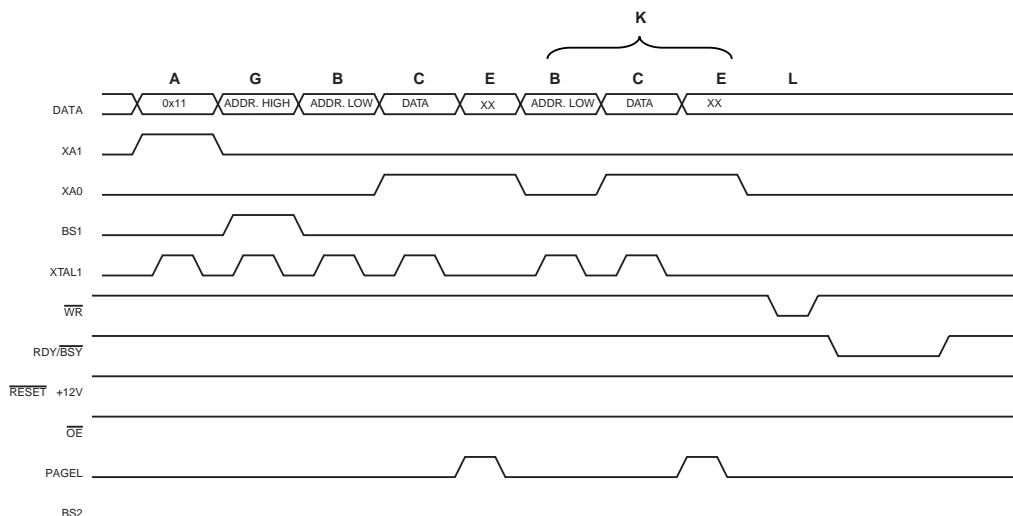 K
A G B C E B C E L
DATA 0x11 ADDR. HIGH ADDR. LOW DATA XX ADDR. LOW DATA XX
XA1
XA0
BS1
XTAL1
WR
RDY/BSY
RESET +12V
OE
PAGEL
BS2